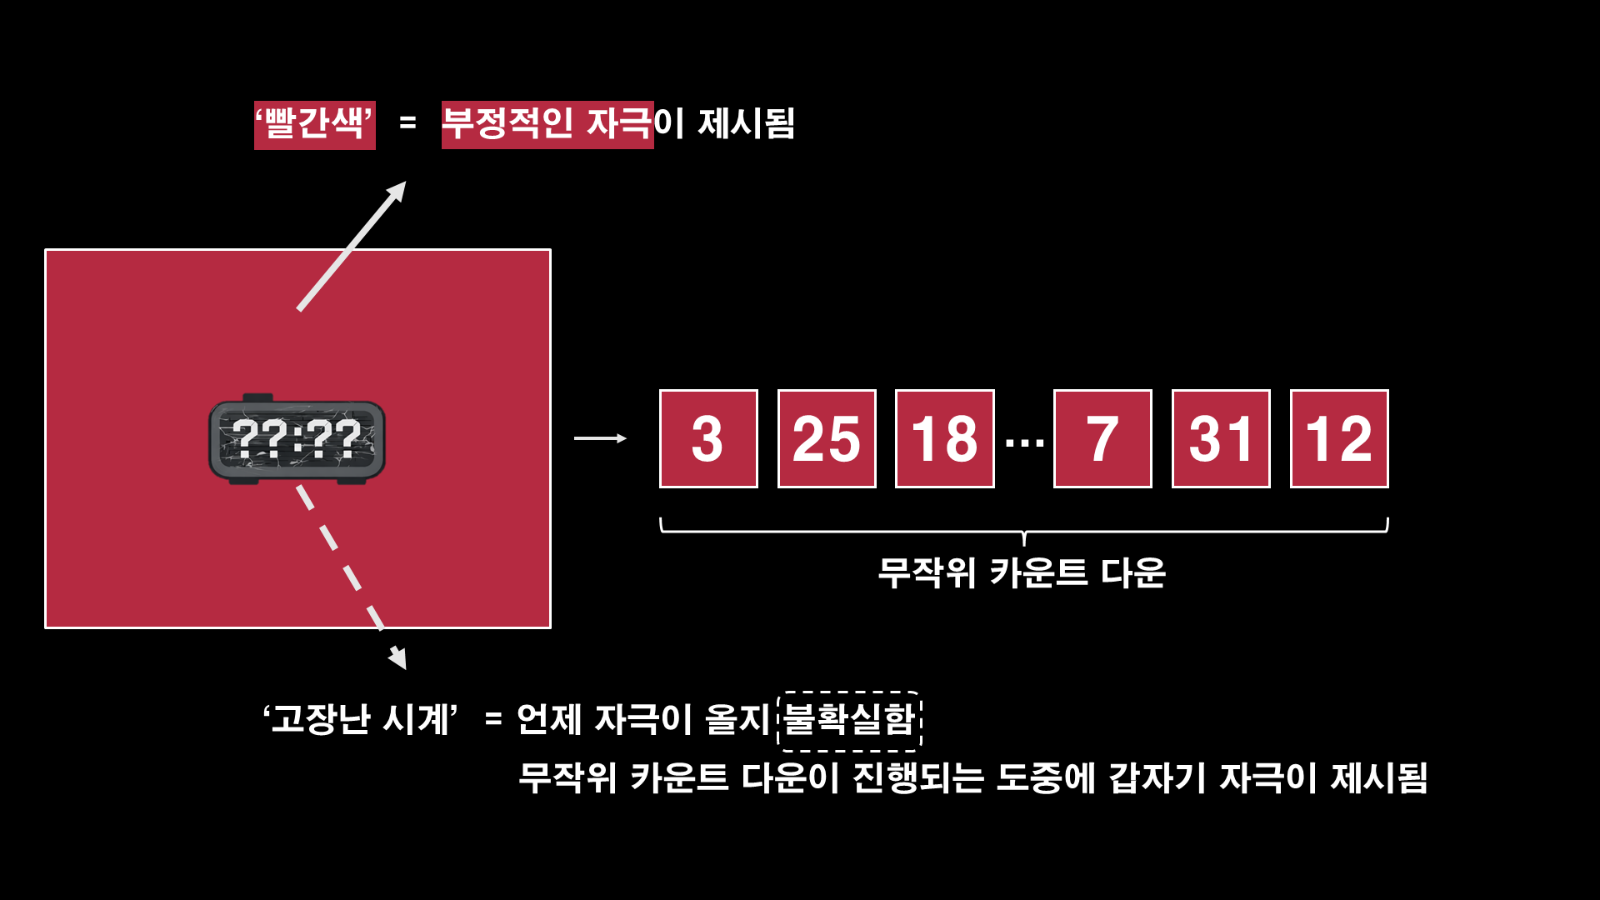 ‘빨간색’ = 부정적인 자극이 제시됨
??:??
3 25 18 ... 7 31 12
무작위 카운트 다운
‘고장난 시계’ = 언제 자극이 올지 불확실함
무작위 카운트 다운이 진행되는 도중에 갑자기 자극이 제시됨